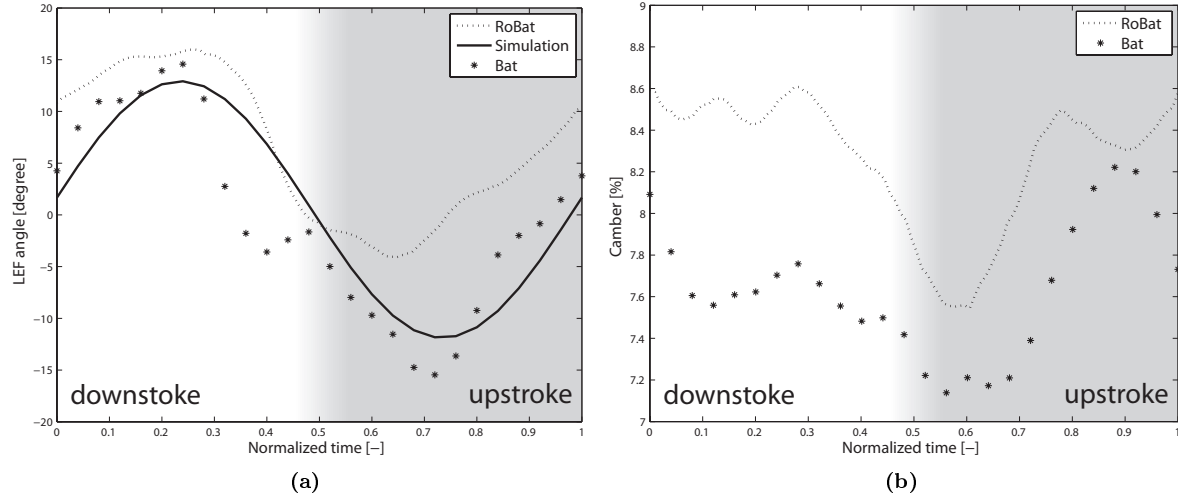 20
15
10
5
0
−5
−10
−15
−20
LEF angle [degree]
RoBat
Simulation
Bat
downstoke
upstroke
0 0.1 0.2 0.3 0.4 0.5 0.6 0.7 0.8 0.9 1
Normalized time [−]
(a)
9
8.8
8.6
8.4
8.2
8
7.8
7.6
7.4
7.2
7
Camber [%]
RoBat
Bat
downstoke
upstroke
0 0.1 0.2 0.3 0.4 0.5 0.6 0.7 0.8 0.9 1
Normalized time [−]
(b)